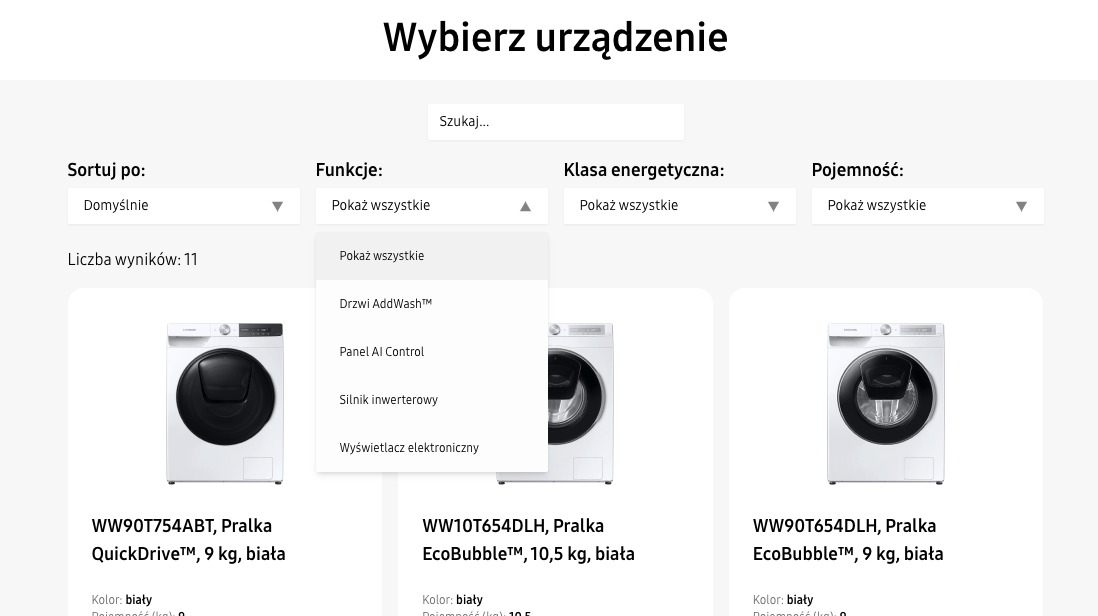 Wybierz urządzenie
Szukaj...
Sortuj po:
Funkcje:
Klasa energetyczna:
Pojemność:
Domyślnie
Pokaż wszystkie
Pokaż wszystkie
Pokaż wszystkie
Liczba wyników: 11
Pokaż wszystkie
Drzwi AddWash™
Panel AI Control
Silnik inwerterowy
Wyświetlacz elektroniczny
WW90T754ABT, Pralka
QuickDrive™, 9 kg, biała
Kolor: biały
Pojemność (kg): 9
WW10T654DLH, Pralka
EcoBubble™, 10,5 kg, biała
Kolor: biały
Pojemność (kg): 10,5
WW90T654DLH, Pralka
EcoBubble™, 9 kg, biała
Kolor: biały
Pojemność (kg): 9